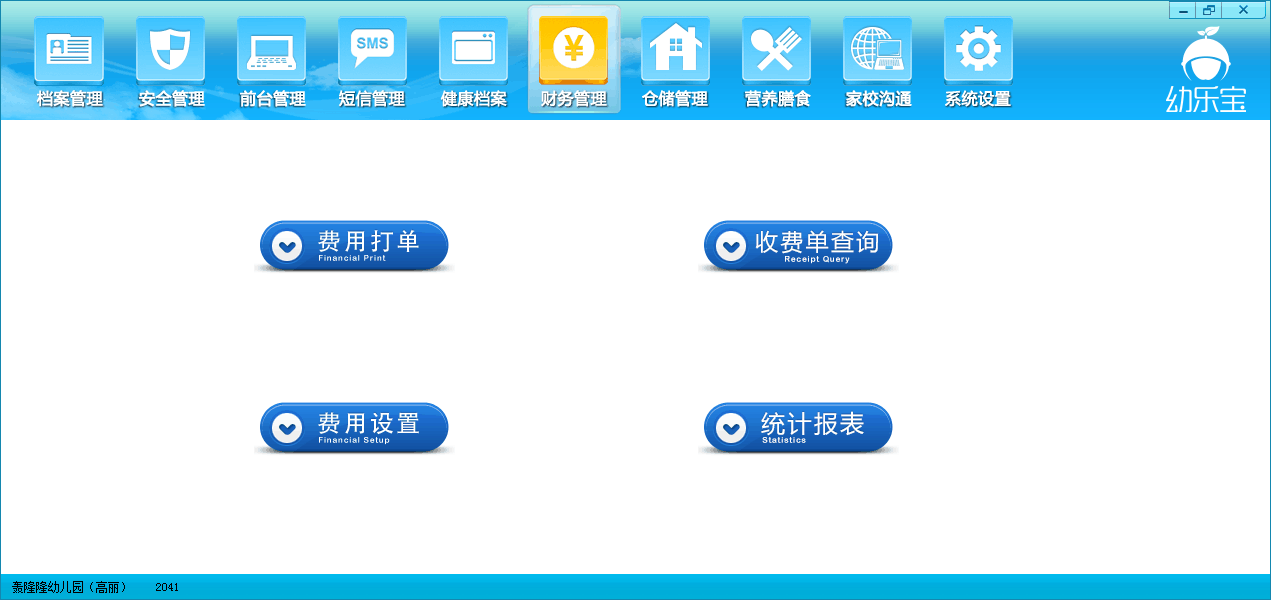 SMS
¥
档案管理 安全管理 前台管理 短信管理 健康档案 财务管理 仓储管理 营养膳食 家校沟通 系统设置
幼乐宝
费用打单
Financial Print
收费单查询
Receipt Query
费用设置
Financial Setup
统计报表
Statistics
轰隆隆幼儿园（高丽） 2041